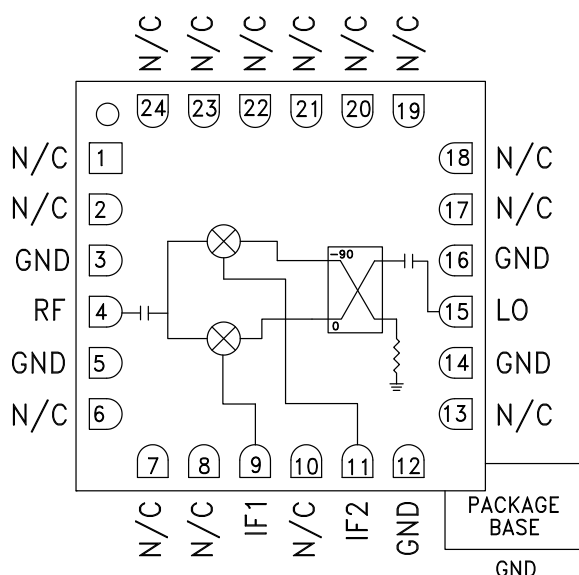 N/C N/C N/C N/C N/C N/C
24 23 22 21 20 19
N/C 1 18 N/C
N/C 2 17 N/C
GND 3 -90 16 GND
RF 4 0 15 LO
GND 5 14 GND
N/C 6 13 N/C
7 8 9 10 11 12
N/C N/C IF1 N/C IF2 GND
PACKAGE
BASE
GND